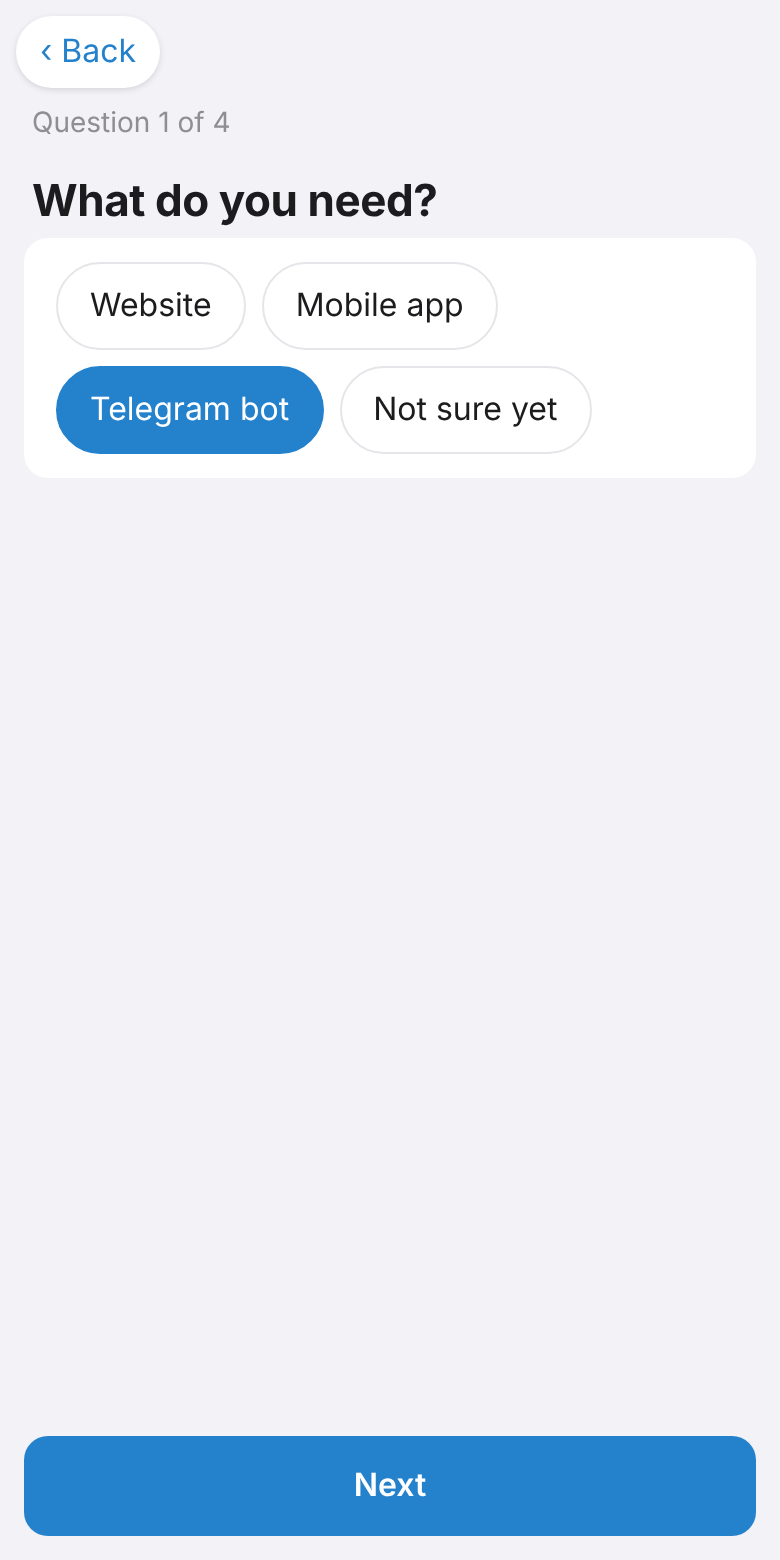 ‹ Back
Question 1 of 4
What do you need?
Website
Mobile app
Telegram bot
Not sure yet
Next